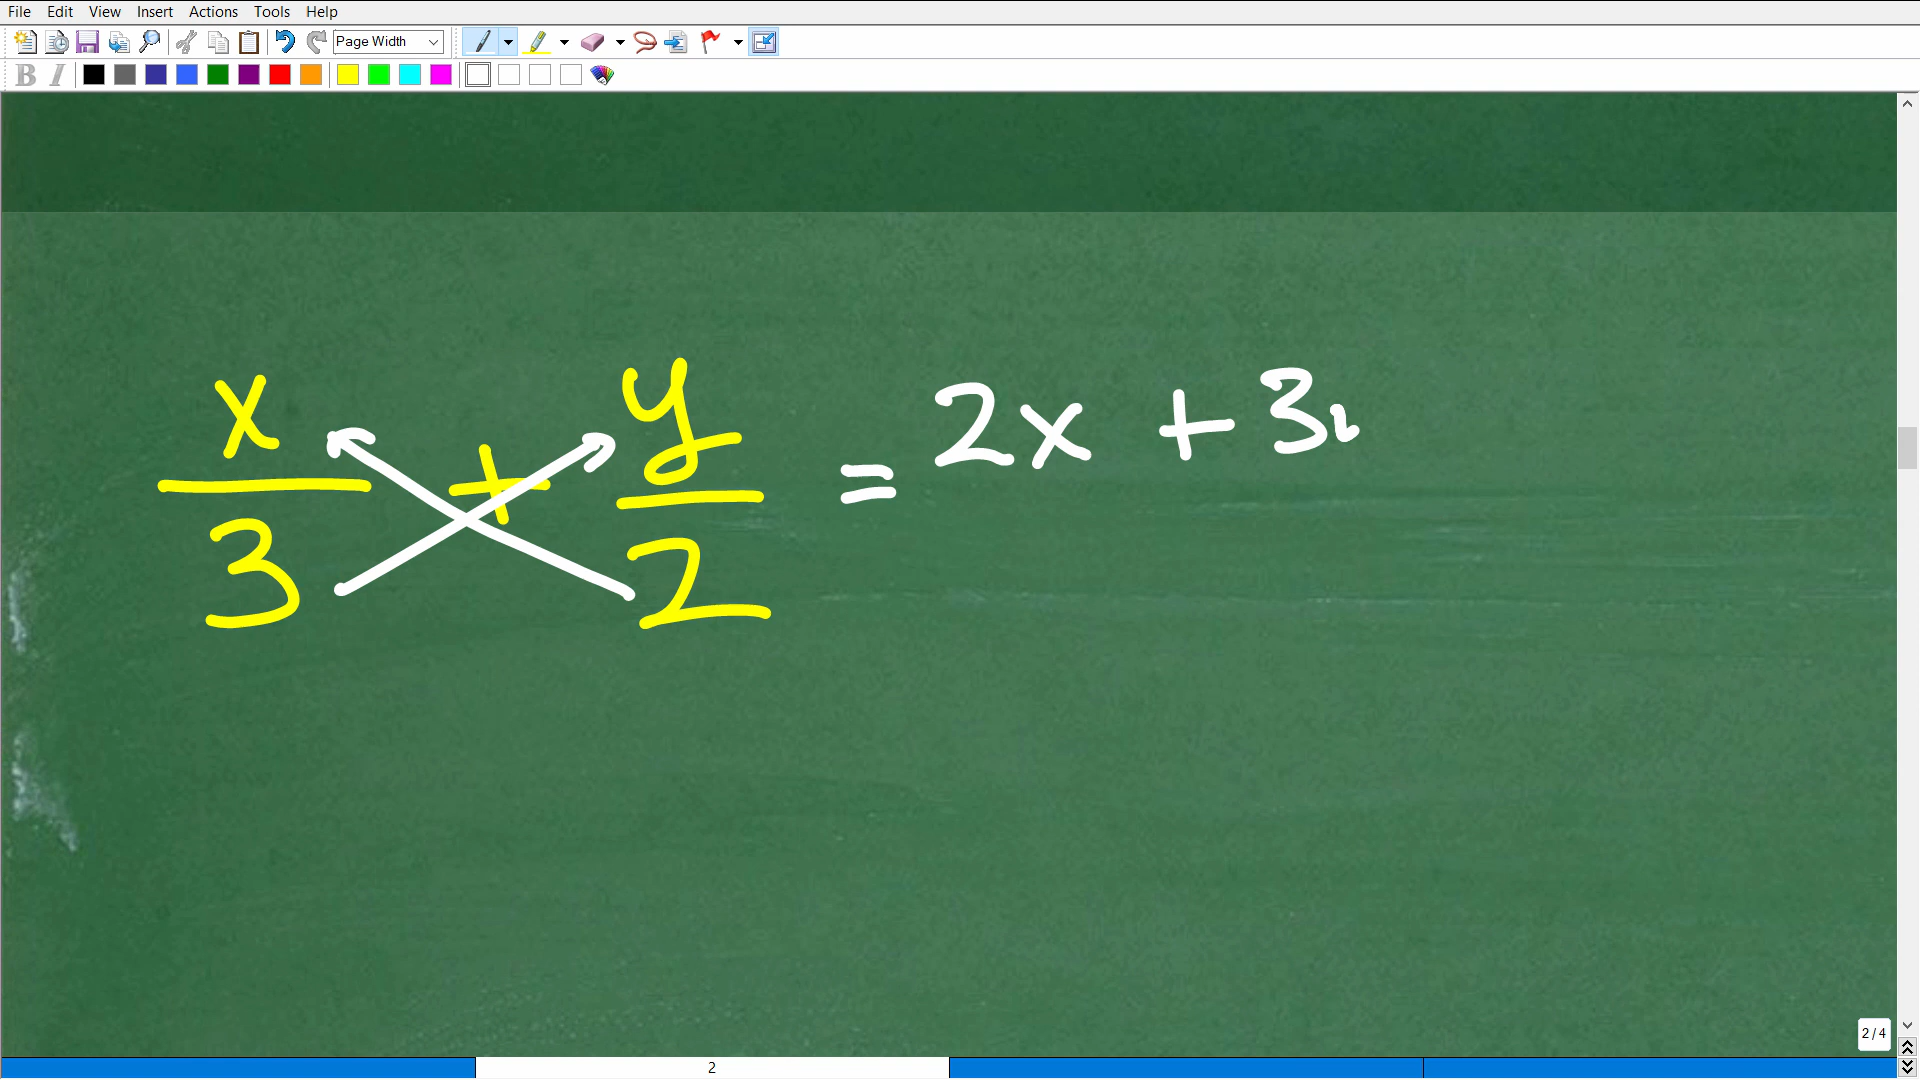 File Edit View Insert Actions Tools Help
Page Width
B I
x/3 + y/2 = 2x + 3
2 / 4
2